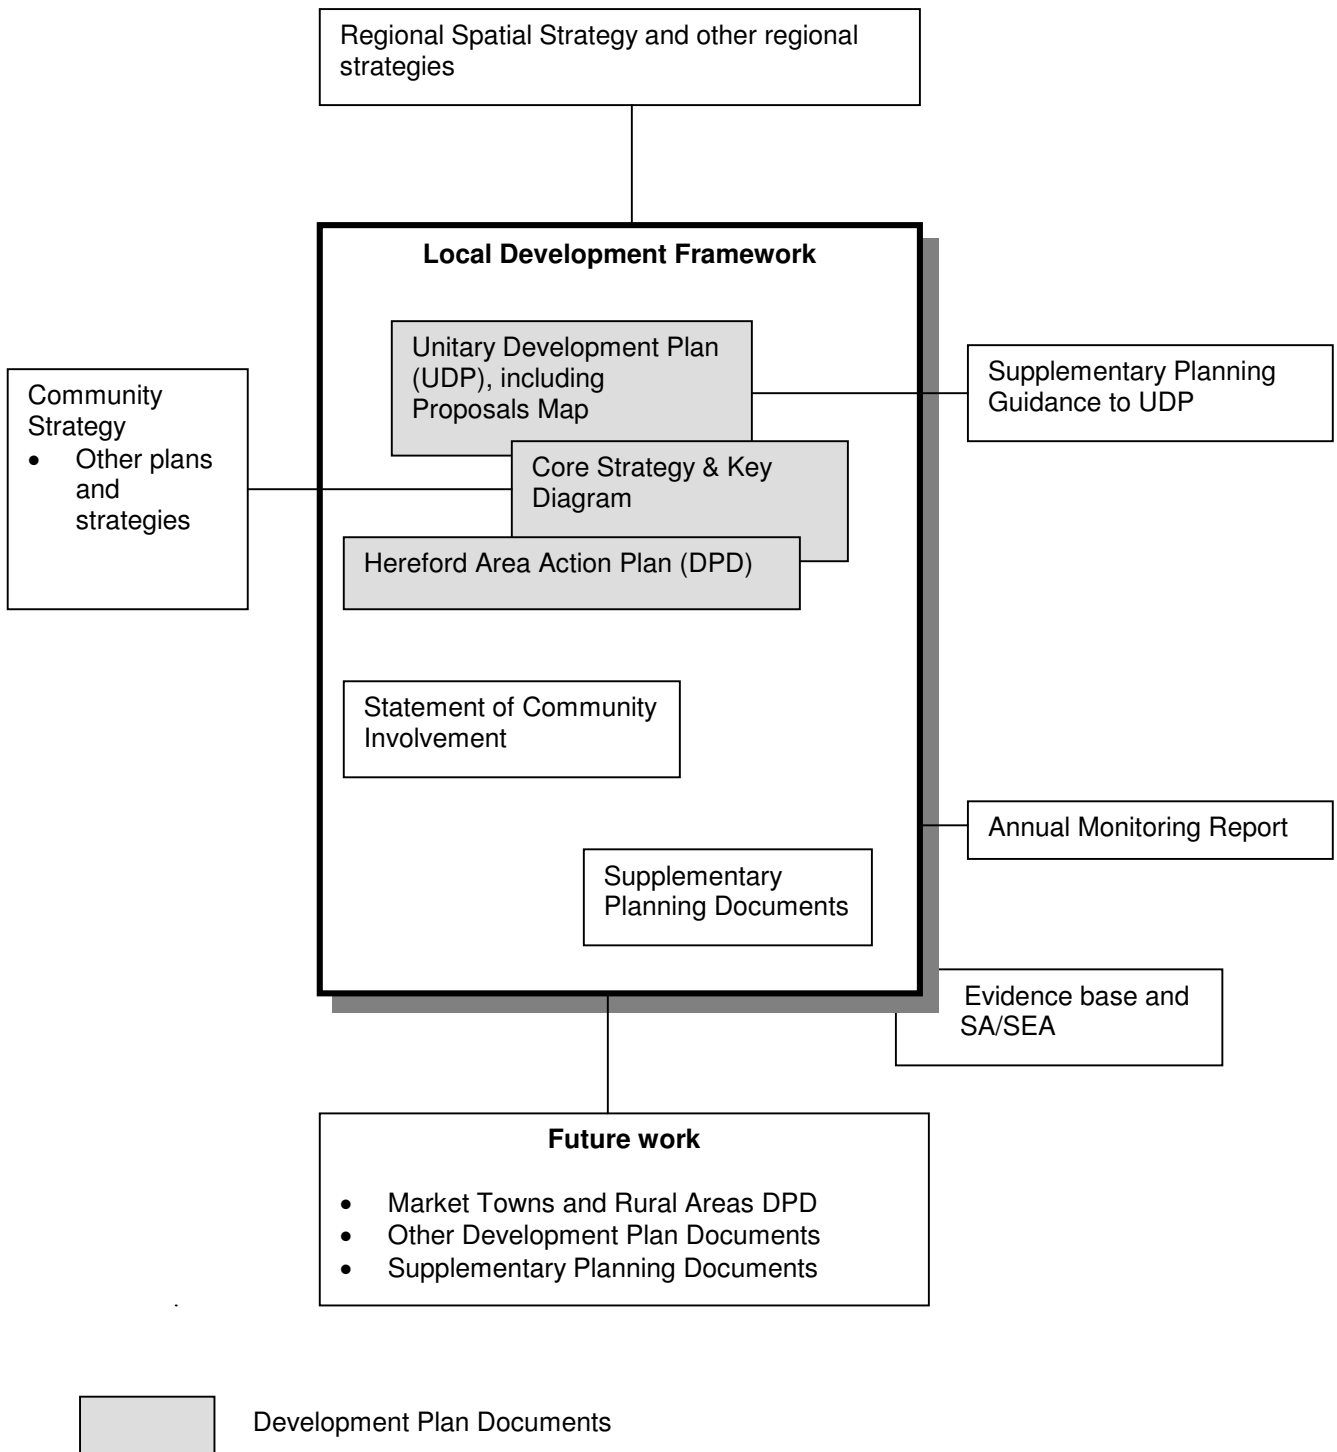 Regional Spatial Strategy and other regional
strategies
Local Development Framework
Unitary Development Plan
(UDP), including
Proposals Map
Supplementary Planning
Guidance to UDP
Community
Strategy
• Other plans
and
strategies
Core Strategy & Key
Diagram
Hereford Area Action Plan (DPD)
Statement of Community
Involvement
Annual Monitoring Report
Supplementary
Planning Documents
Evidence base and
SA/SEA
Future work
• Market Towns and Rural Areas DPD
• Other Development Plan Documents
• Supplementary Planning Documents
.
Development Plan Documents